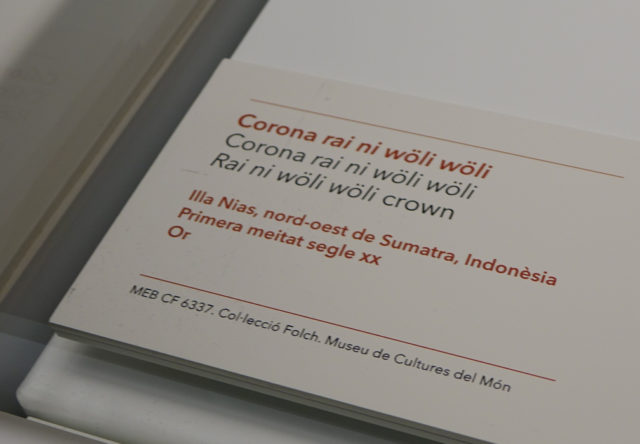 Corona rai ni wöli wöli
Corona rai ni wöli wöli
Rai ni wöli wöli crown
Illa Nias, nord-oest de Sumatra, Indonèsia
Primera meitat segle xx
Or
MEB CF 6337. Col·lecció Folch. Museu de Cultures del Món